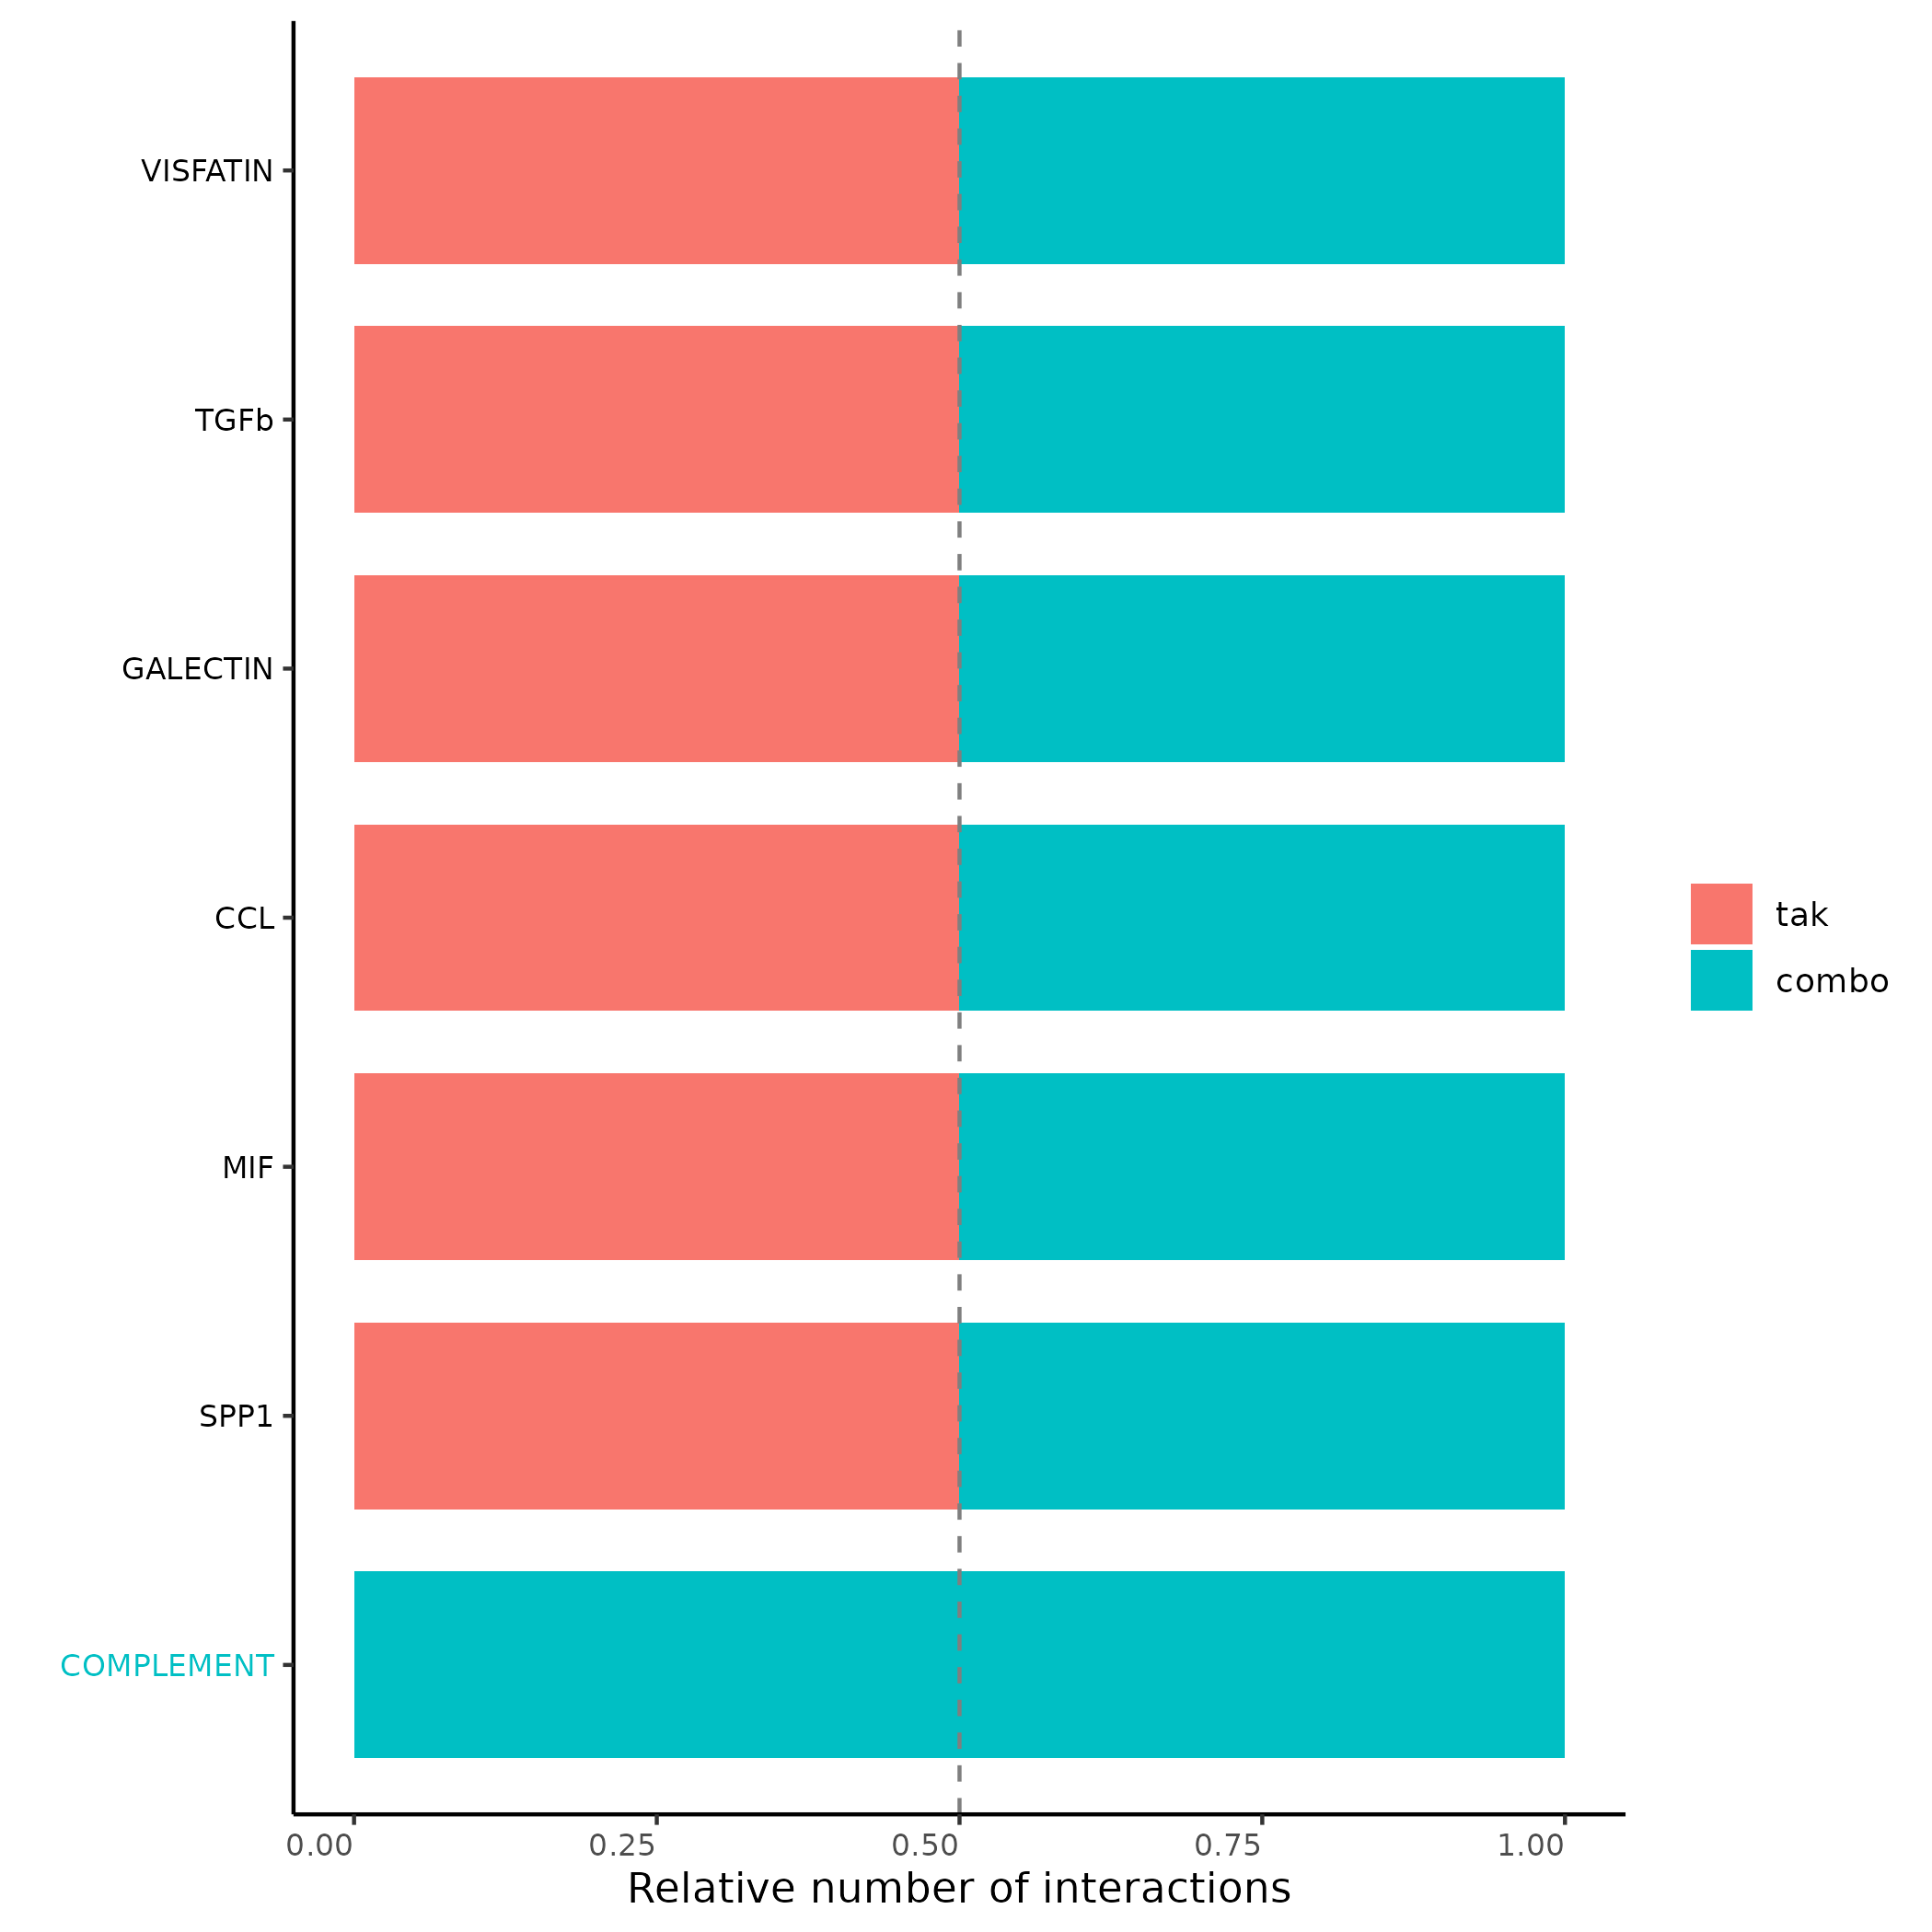 VISFATIN
TGFb
GALECTIN
CCL
MIF
SPP1
COMPLEMENT
tak
combo
0.00 0.25 0.50 0.75 1.00
Relative number of interactions